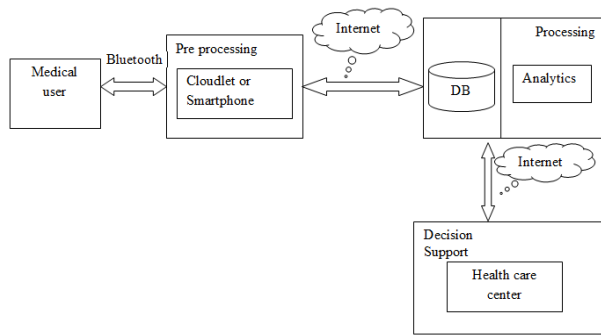 Medical
user
Bluetooth
Pre processing
Cloudlet or
Smartphone
Internet
DB
Processing
Analytics
Internet
Decision
Support
Health care
center